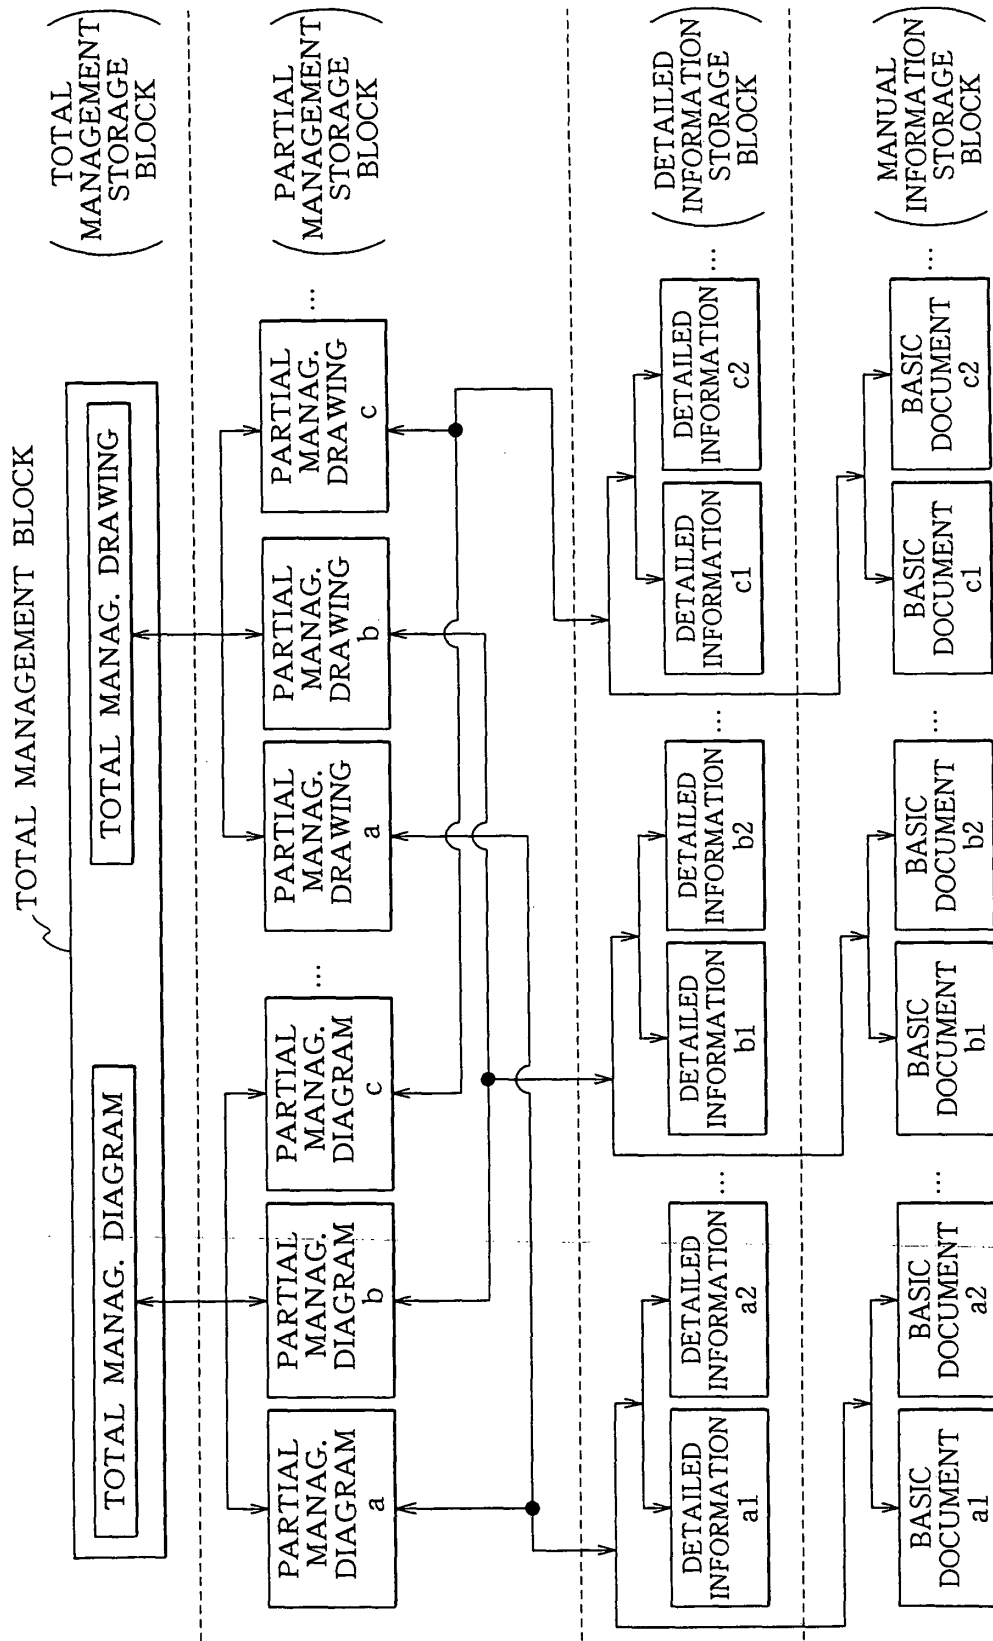 TOTAL MANAGEMENT BLOCK
TOTAL MANAG. DIAGRAM
TOTAL MANAG. DRAWING
TOTAL
MANAGEMENT
STORAGE
BLOCK
PARTIAL
MANAG.
DIAGRAM
a
PARTIAL
MANAG.
DIAGRAM
b
PARTIAL
MANAG.
DIAGRAM
c
...
PARTIAL
MANAG.
DRAWING
a
PARTIAL
MANAG.
DRAWING
b
PARTIAL
MANAG.
DRAWING
c
...
PARTIAL
MANAGEMENT
STORAGE
BLOCK
DETAILED
INFORMATION
a1
DETAILED
INFORMATION
a2
...
DETAILED
INFORMATION
b1
DETAILED
INFORMATION
b2
...
DETAILED
INFORMATION
c1
DETAILED
INFORMATION
c2
...
DETAILED
INFORMATION
STORAGE
BLOCK
BASIC
DOCUMENT
a1
BASIC
DOCUMENT
a2
...
BASIC
DOCUMENT
b1
BASIC
DOCUMENT
b2
...
BASIC
DOCUMENT
c1
BASIC
DOCUMENT
c2
...
MANUAL
INFORMATION
STORAGE
BLOCK